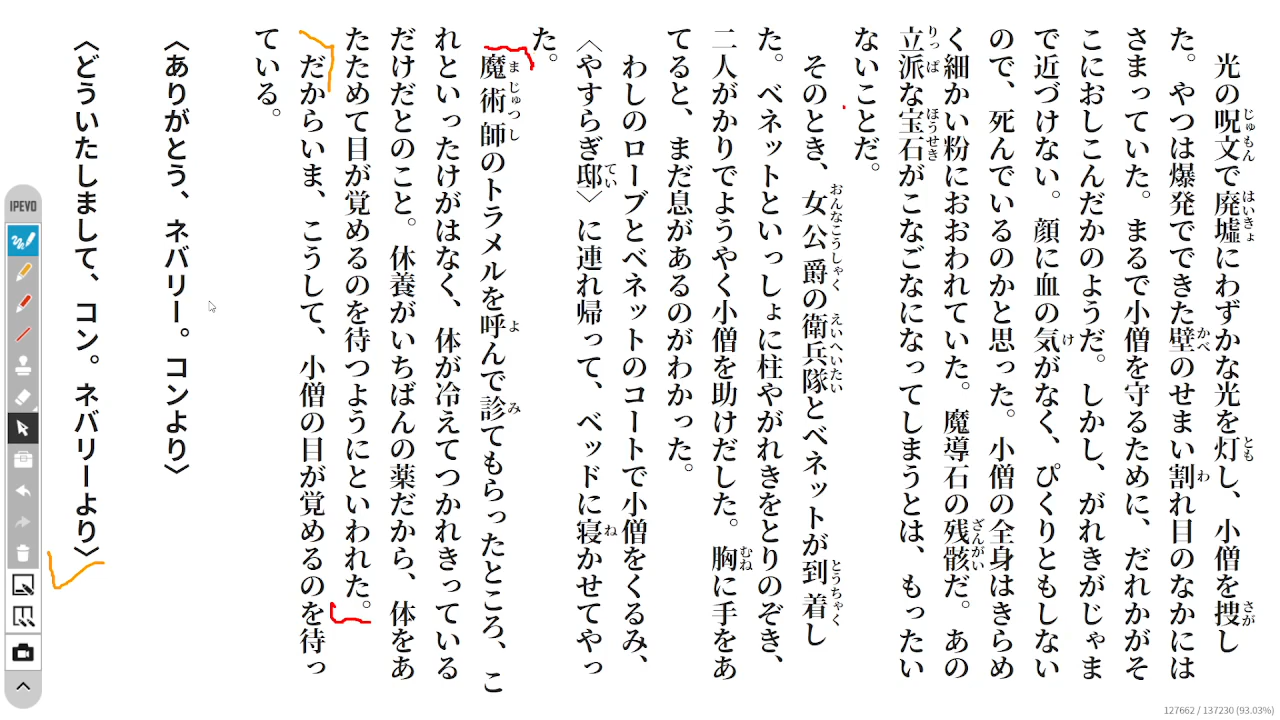 光の呪文で廃墟にわずかな光を灯し、小僧を捜し
た。やつは爆発でできた壁のせまい割れ目のなかには
さまっていた。まるで小僧を守るために、だれかがそ
こにおしこんだかのようだ。しかし、がれきがじゃま
で近づけない。顔に血の気がなく、ぴくりともしない
ので、死んでいるのかと思った。小僧の全身はきらめ
く細かい粉におおわれていた。魔導石の残骸だ。あの
立派な宝石がこなごなになってしまうとは、もったい
ないことだ。
そのとき、女公爵の衛兵隊とベネットが到着し
た。ベネットといっしょに柱やがれきをとりのぞき、
二人がかりでようやく小僧を助けだした。胸に手をあ
てると、まだ息があるのがわかった。
わしのローブとベネットのコートで小僧をくるみ、
〈やすらぎ邸〉に連れ帰って、ベッドに寝かせてやっ
た。
魔術師のトラメルを呼んで診てもらったところ、こ
れといったけがはなく、体が冷えてつかれきっている
だけだとのこと。休養がいちばんの薬だから、体をあ
たためて目が覚めるのを待つようにといわれた。
だからいま、こうして、小僧の目が覚めるのを待っ
ている。
〈ありがとう、ネバリー。コンより〉
〈どういたしまして、コン。ネバリーより〉
IPEVO
127662 / 137230 (93.03%)